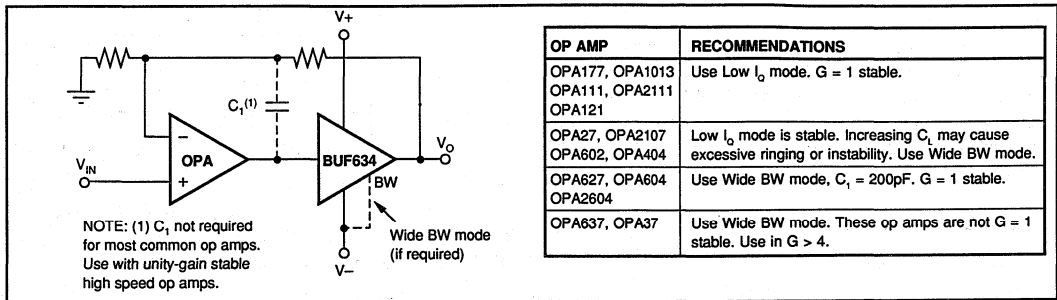 V+
C₁(1)
−
OPA
+
V_IN
BUF634
V_O
BW
Wide BW mode
(if required)
V–
NOTE: (1) C₁ not required
for most common op amps.
Use with unity-gain stable
high speed op amps.
OP AMP RECOMMENDATIONS
OPA177, OPA1013 Use Low I_Q mode. G = 1 stable.
OPA111, OPA2111
OPA121
OPA27, OPA2107 Low I_Q mode is stable. Increasing C_L may cause
OPA602, OPA404 excessive ringing or instability. Use Wide BW mode.
OPA627, OPA604 Use Wide BW mode, C₁ = 200pF. G = 1 stable.
OPA2604
OPA637, OPA37 Use Wide BW mode. These op amps are not G = 1
stable. Use in G > 4.